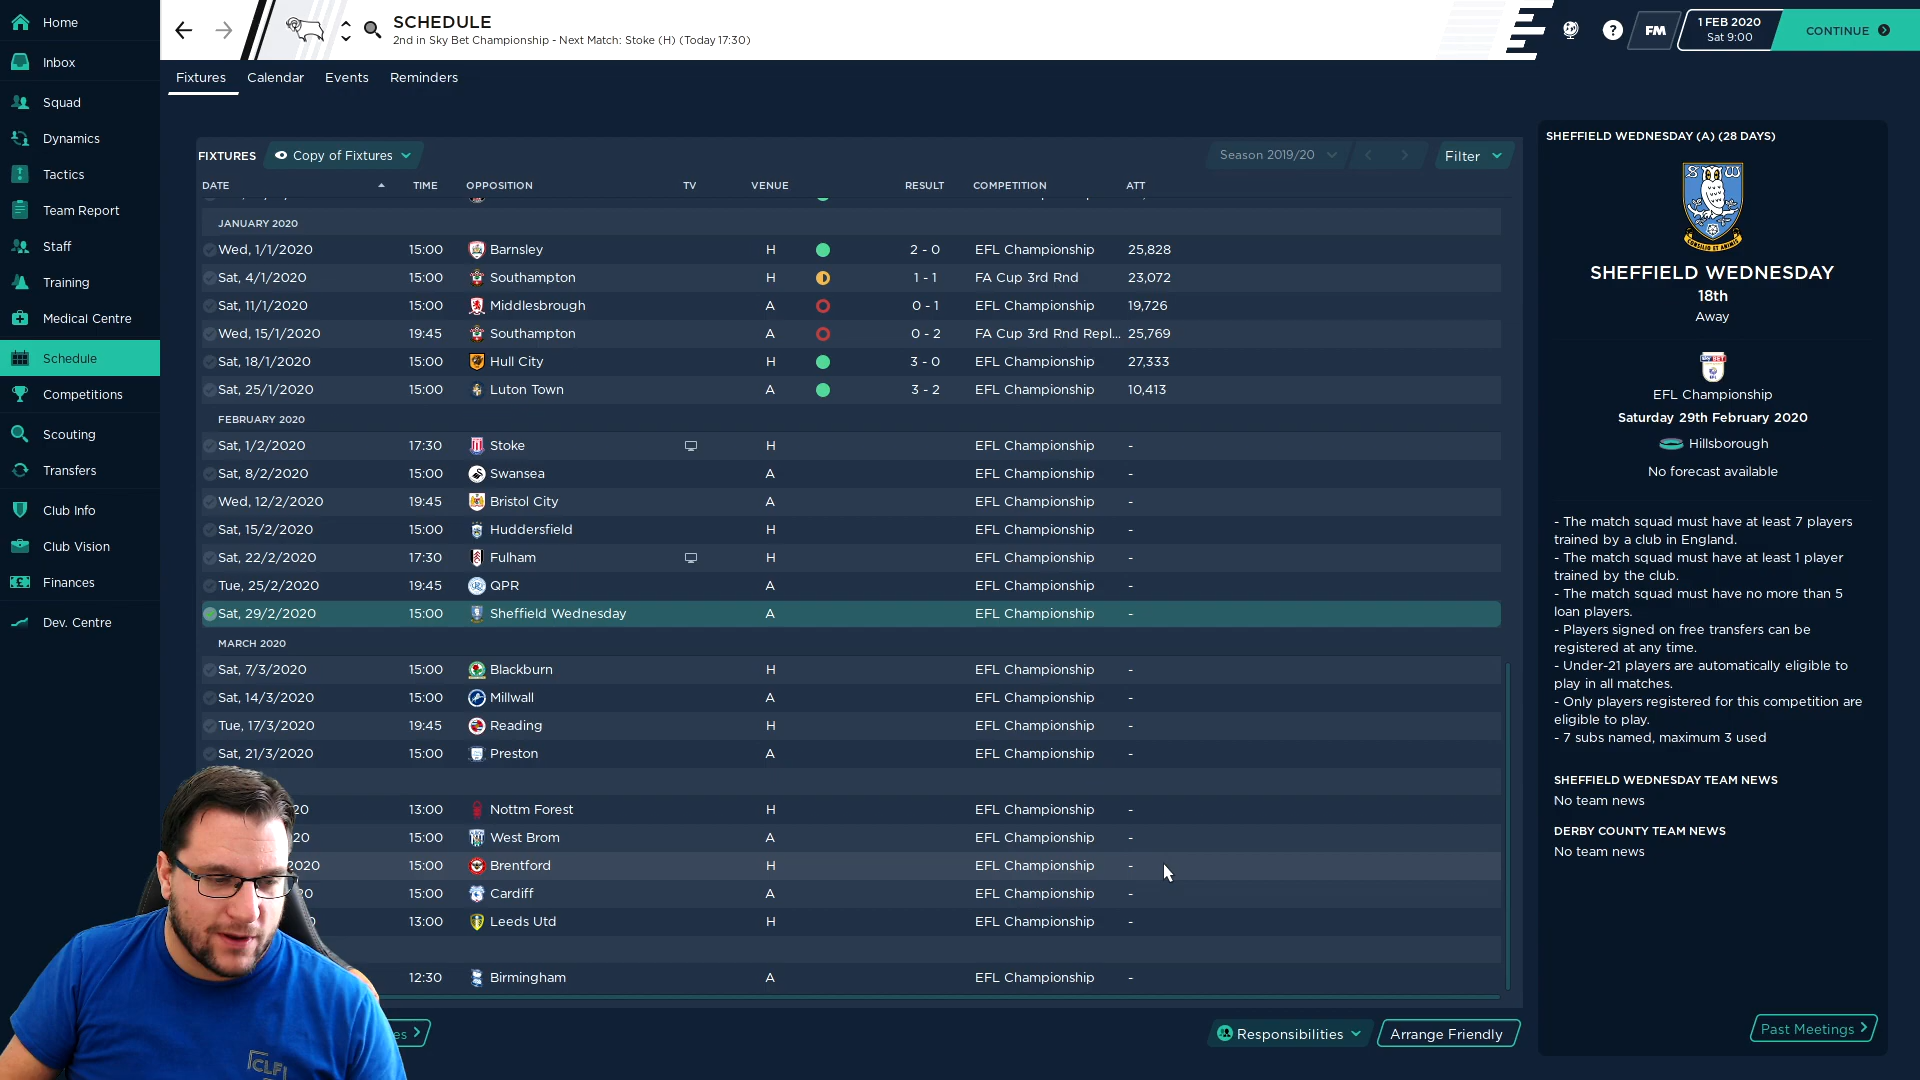 Home
Inbox
Squad
Dynamics
Tactics
Team Report
Staff
Training
Medical Centre
Schedule
Competitions
Scouting
Transfers
Club Info
Club Vision
Finances
Dev. Centre
SCHEDULE
2nd in Sky Bet Championship - Next Match: Stoke (H) (Today 17:30)
? FM 1 FEB 2020 Sat 9:00 CONTINUE
Fixtures Calendar Events Reminders
FIXTURES Copy of Fixtures Season 2019/20 Filter
DATE TIME OPPOSITION TV VENUE RESULT COMPETITION ATT
JANUARY 2020
Wed, 1/1/2020 15:00 Barnsley H 2 - 0 EFL Championship 25,828
Sat, 4/1/2020 15:00 Southampton H 1 - 1 FA Cup 3rd Rnd 23,072
Sat, 11/1/2020 15:00 Middlesbrough A 0 - 1 EFL Championship 19,726
Wed, 15/1/2020 19:45 Southampton A 0 - 2 FA Cup 3rd Rnd Repl... 25,769
Sat, 18/1/2020 15:00 Hull City H 3 - 0 EFL Championship 27,333
Sat, 25/1/2020 15:00 Luton Town A 3 - 2 EFL Championship 10,413
FEBRUARY 2020
Sat, 1/2/2020 17:30 Stoke H EFL Championship -
Sat, 8/2/2020 15:00 Swansea A EFL Championship -
Wed, 12/2/2020 19:45 Bristol City A EFL Championship -
Sat, 15/2/2020 15:00 Huddersfield H EFL Championship -
Sat, 22/2/2020 17:30 Fulham H EFL Championship -
Tue, 25/2/2020 19:45 QPR A EFL Championship -
Sat, 29/2/2020 15:00 Sheffield Wednesday A EFL Championship -
MARCH 2020
Sat, 7/3/2020 15:00 Blackburn H EFL Championship -
Sat, 14/3/2020 15:00 Millwall A EFL Championship -
Tue, 17/3/2020 19:45 Reading H EFL Championship -
Sat, 21/3/2020 15:00 Preston A EFL Championship -
20 13:00 Nottm Forest H EFL Championship -
20 15:00 West Brom A EFL Championship -
2020 15:00 Brentford H EFL Championship -
20 15:00 Cardiff A EFL Championship -
13:00 Leeds Utd H EFL Championship -
12:30 Birmingham A EFL Championship -
es Responsibilities Arrange Friendly
SHEFFIELD WEDNESDAY (A) (28 DAYS)
S W
SHEFFIELD WEDNESDAY
18th
Away
SKY BET
EFL
EFL Championship
Saturday 29th February 2020
Hillsborough
No forecast available
- The match squad must have at least 7 players
trained by a club in England.
- The match squad must have at least 1 player
trained by the club.
- The match squad must have no more than 5
loan players.
- Players signed on free transfers can be
registered at any time.
- Under-21 players are automatically eligible to
play in all matches.
- Only players registered for this competition are
eligible to play.
- 7 subs named, maximum 3 used
SHEFFIELD WEDNESDAY TEAM NEWS
No team news
DERBY COUNTY TEAM NEWS
No team news
Past Meetings